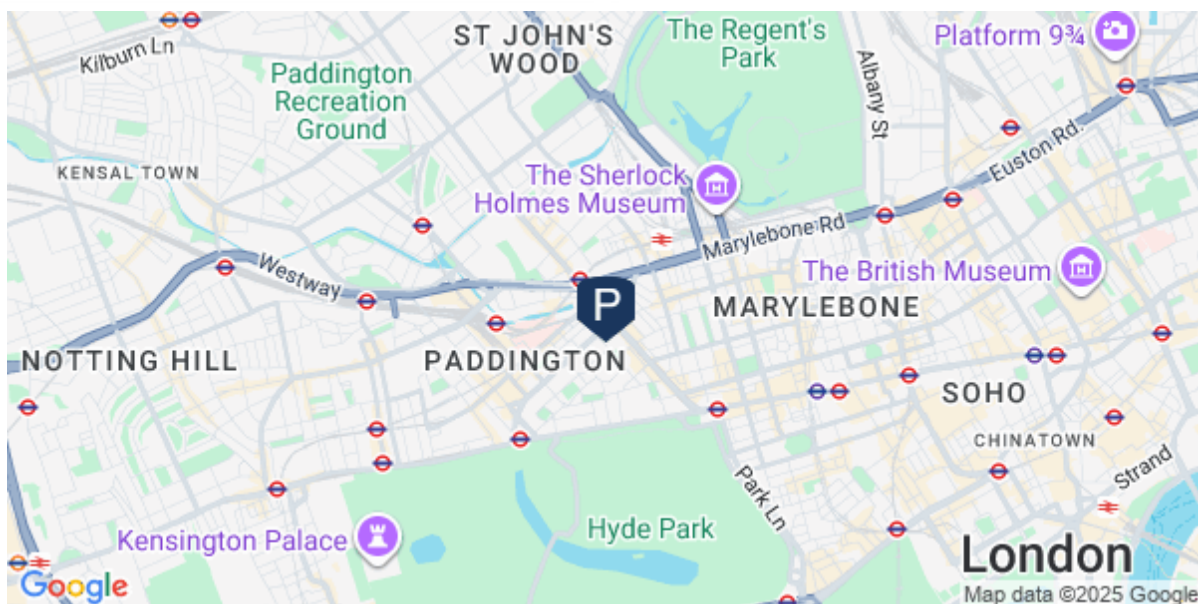 Kilburn Ln
ST JOHN'S
WOOD
The Regent's
Park
Platform 9¾
Paddington
Recreation
Ground
Albany St
Euston Rd.
KENSAL TOWN
The Sherlock
Holmes Museum
Marylebone Rd
Westway
The British Museum
P
MARYLEBONE
NOTTING HILL
PADDINGTON
SOHO
CHINATOWN
Strand
Park Ln
Hyde Park
Kensington Palace
London
Google
Map data ©2025 Google